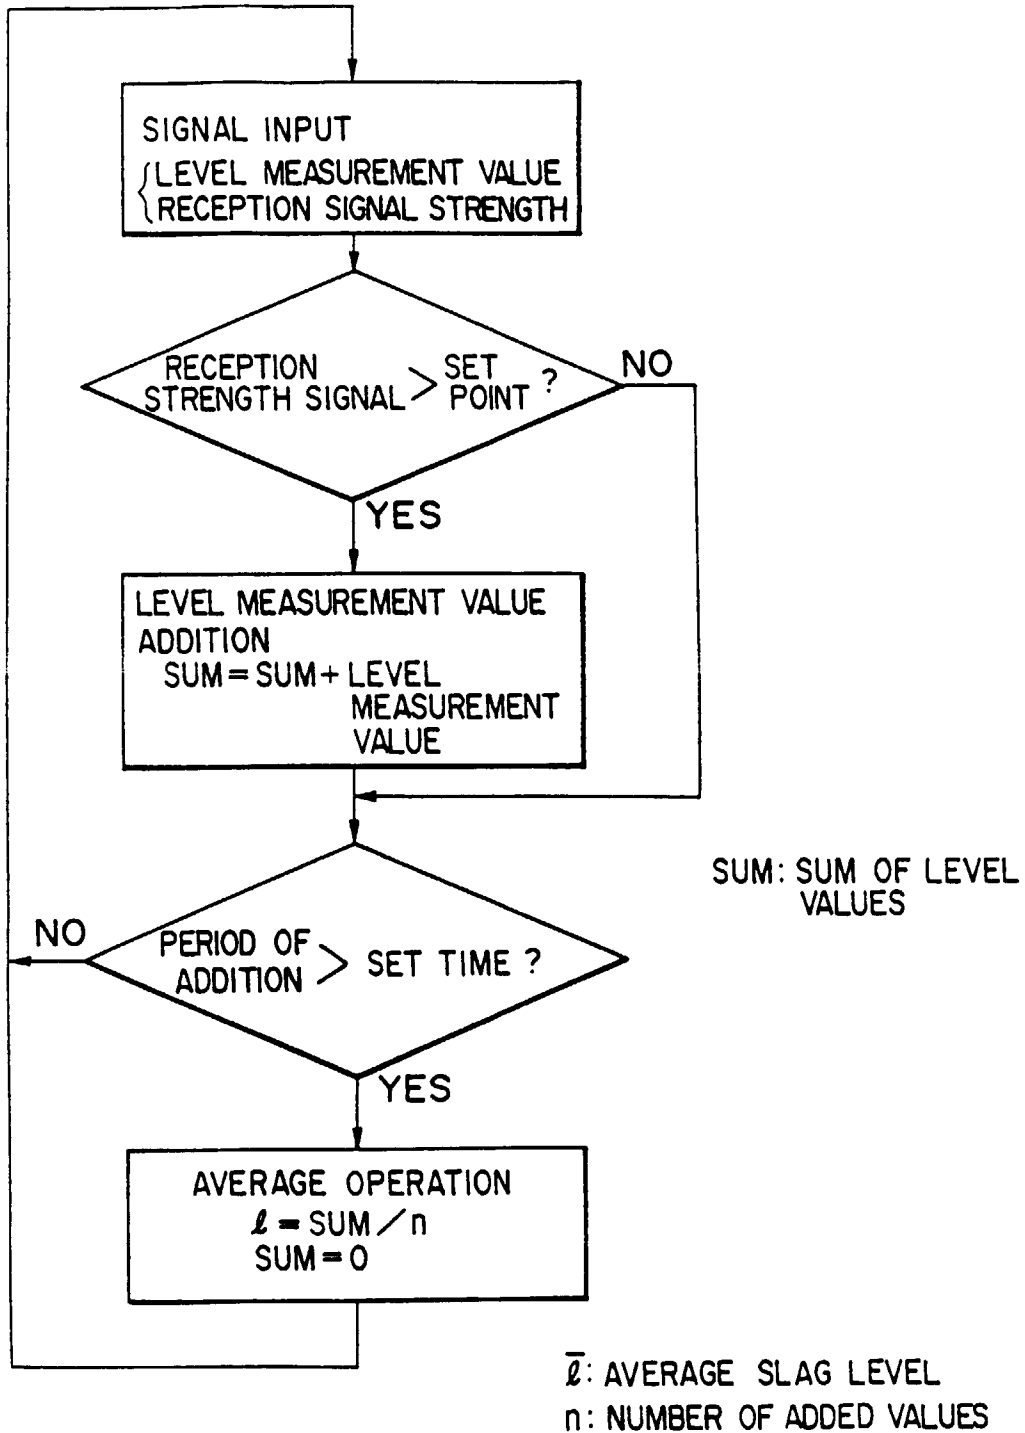 SIGNAL INPUT
LEVEL MEASUREMENT VALUE
RECEPTION SIGNAL STRENGTH
RECEPTION
STRENGTH SIGNAL > SET
POINT ?
NO
YES
LEVEL MEASUREMENT VALUE
ADDITION
SUM = SUM + LEVEL
MEASUREMENT
VALUE
SUM: SUM OF LEVEL
VALUES
NO
PERIOD OF
ADDITION > SET TIME ?
YES
AVERAGE OPERATION
ℓ = SUM / n
SUM = 0
ℓ̅: AVERAGE SLAG LEVEL
n: NUMBER OF ADDED VALUES